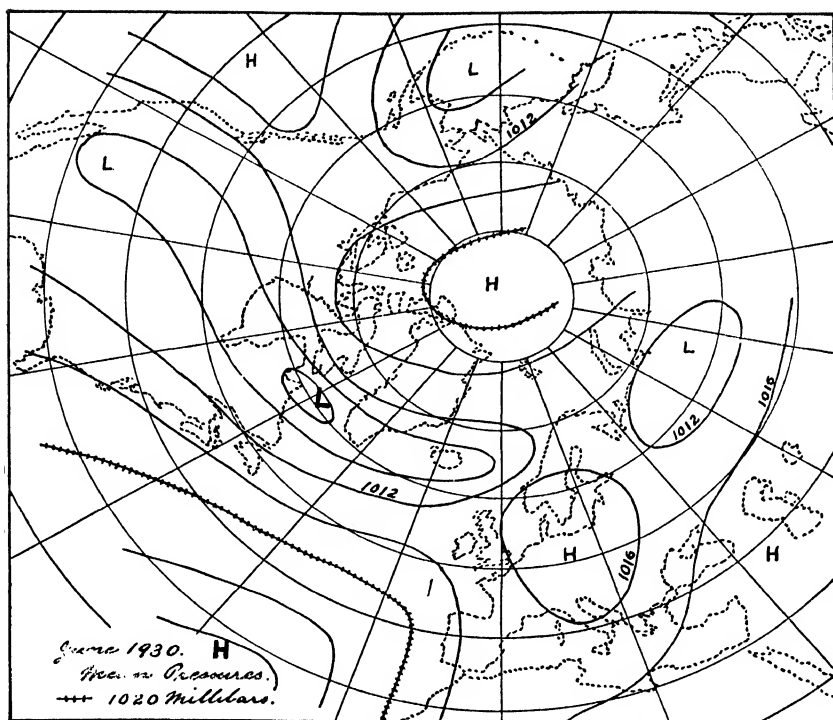 H
L
1012
L
H
L
1016
1012
L
1012
H
1016
H
June 1930. H
Mean Pressures.
1020 Millibars.